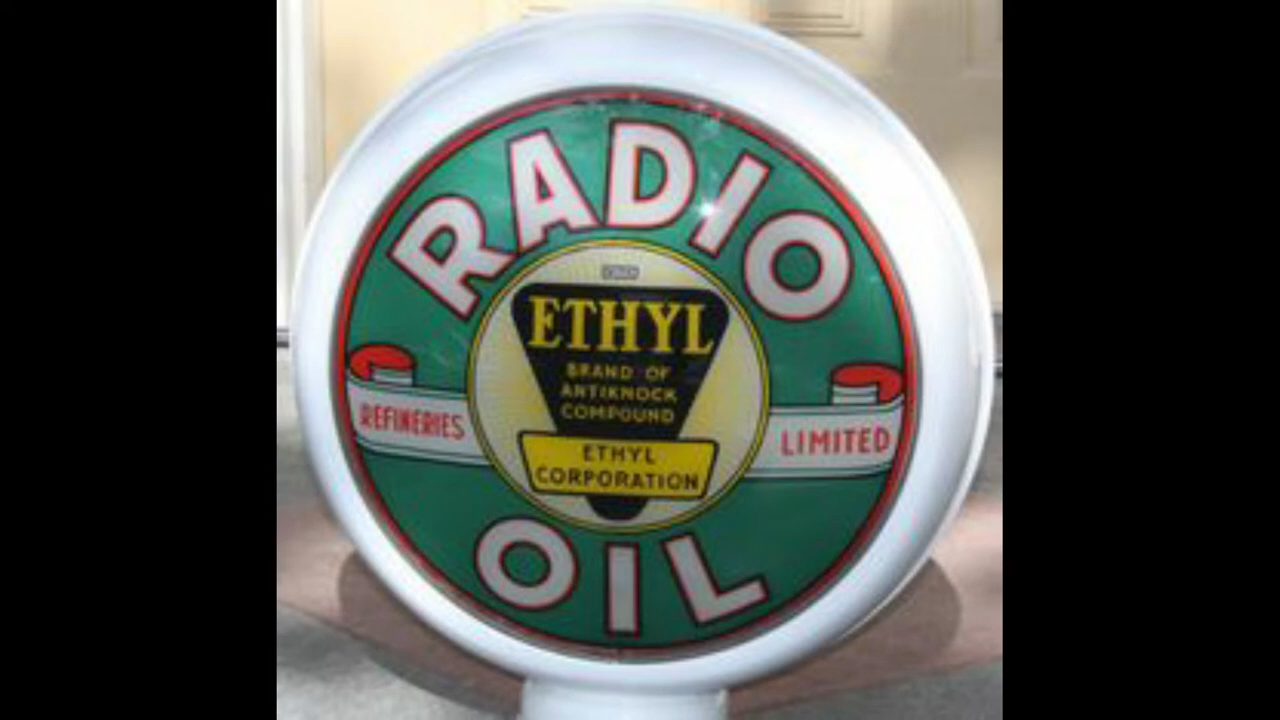 RADIO
ETHYL
BRAND OF
ANTIKNOCK
COMPOUND
REFINERIES
LIMITED
ETHYL
CORPORATION
OIL